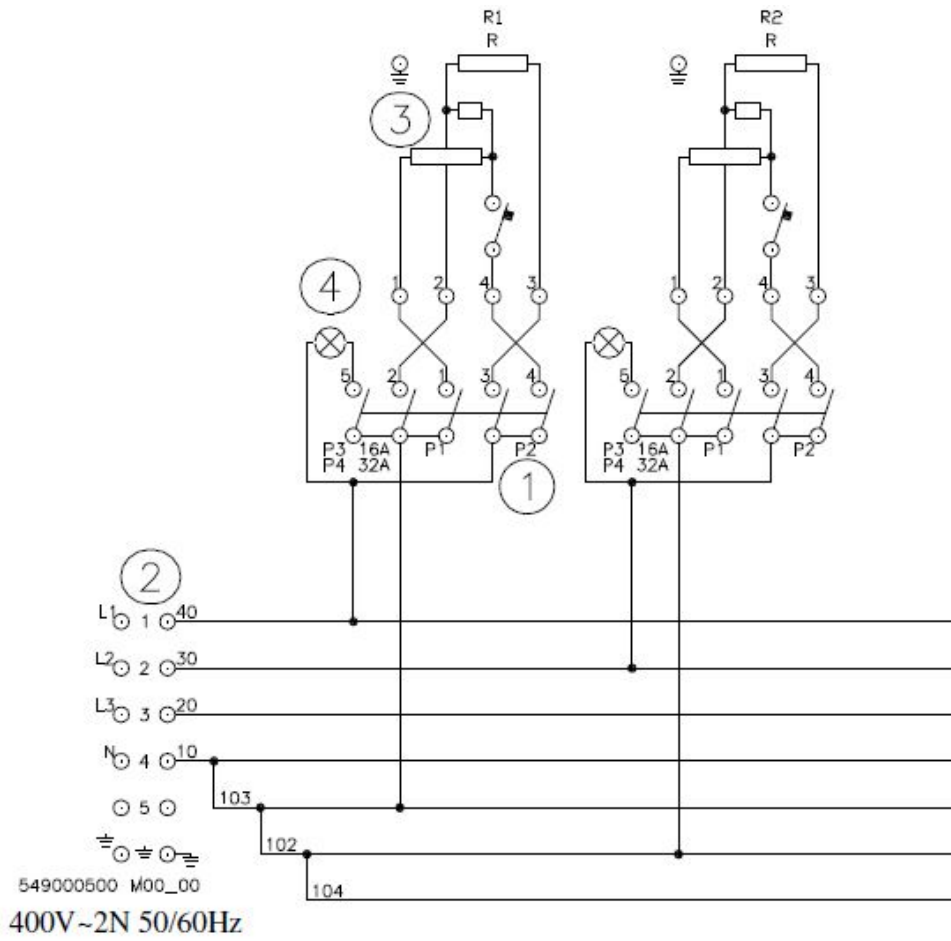 R1 R2
R R
3
4
1 2 4 3 1 2 4 3
5 2 1 3 4 5 2 1 3 4
P3 16A P1 P2 P3 16A P1 P2
P4 32A P4 32A
1
2
L1 1 40
L2 2 30
L3 3 20
N 4 10
5 103
102
549000500 M00_00 104
400V~2N 50/60Hz